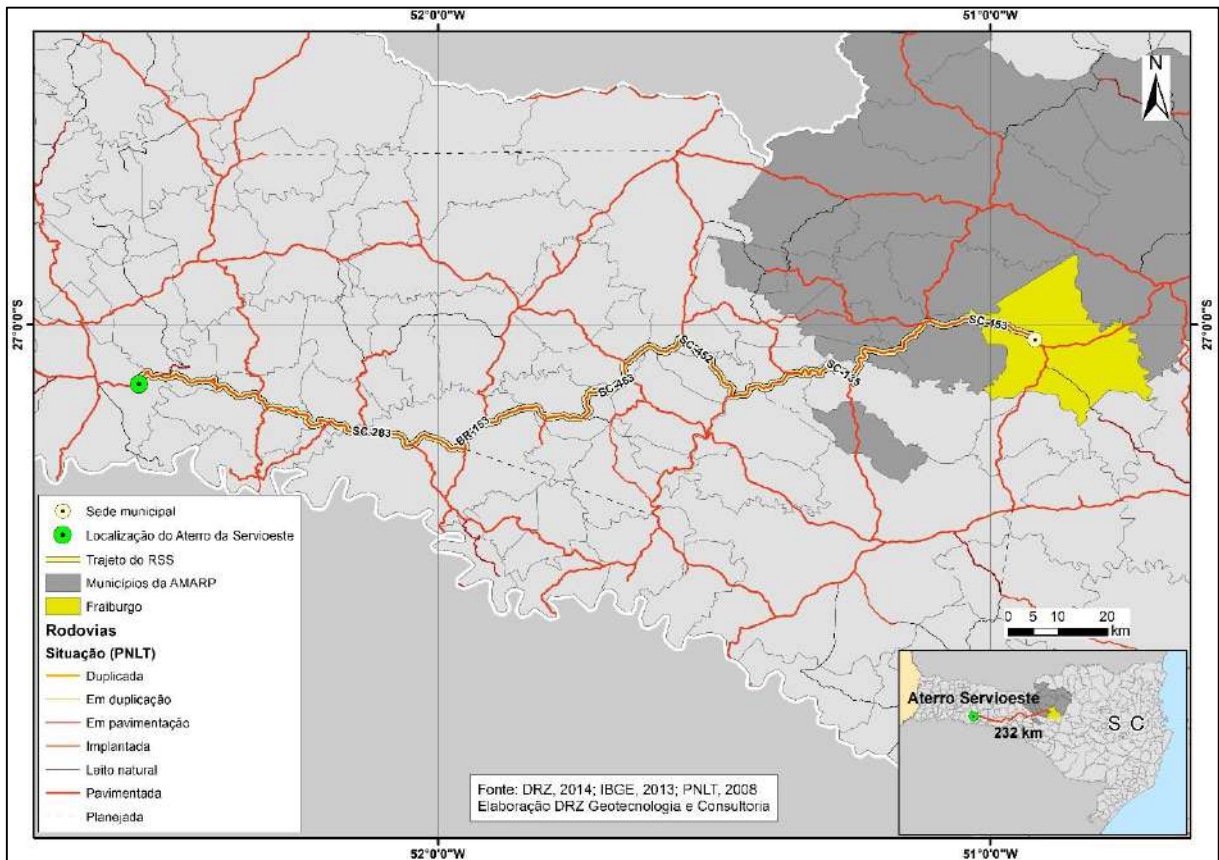 52°0'0"W
51°0'0"W
N
27°0'0"S
27°0'0"S
SC-453
SC-135
SC-452
SC-465
BR-153
SC-283
Sede municipal
Localização do Aterro da Servioeste
Trajeto do RSS
Municípios da AMARP
Fraiburgo
Rodovias
Situação (PNLT)
Duplicada
Em duplicação
Em pavimentação
Implantada
Leito natural
Pavimentada
Planejada
Fonte: DRZ, 2014; IBGE, 2013; PNLT, 2008
Elaboração DRZ Geotecnologia e Consultoria
0 5 10 20
km
Aterro Servioeste
232 km
S C
52°0'0"W
51°0'0"W